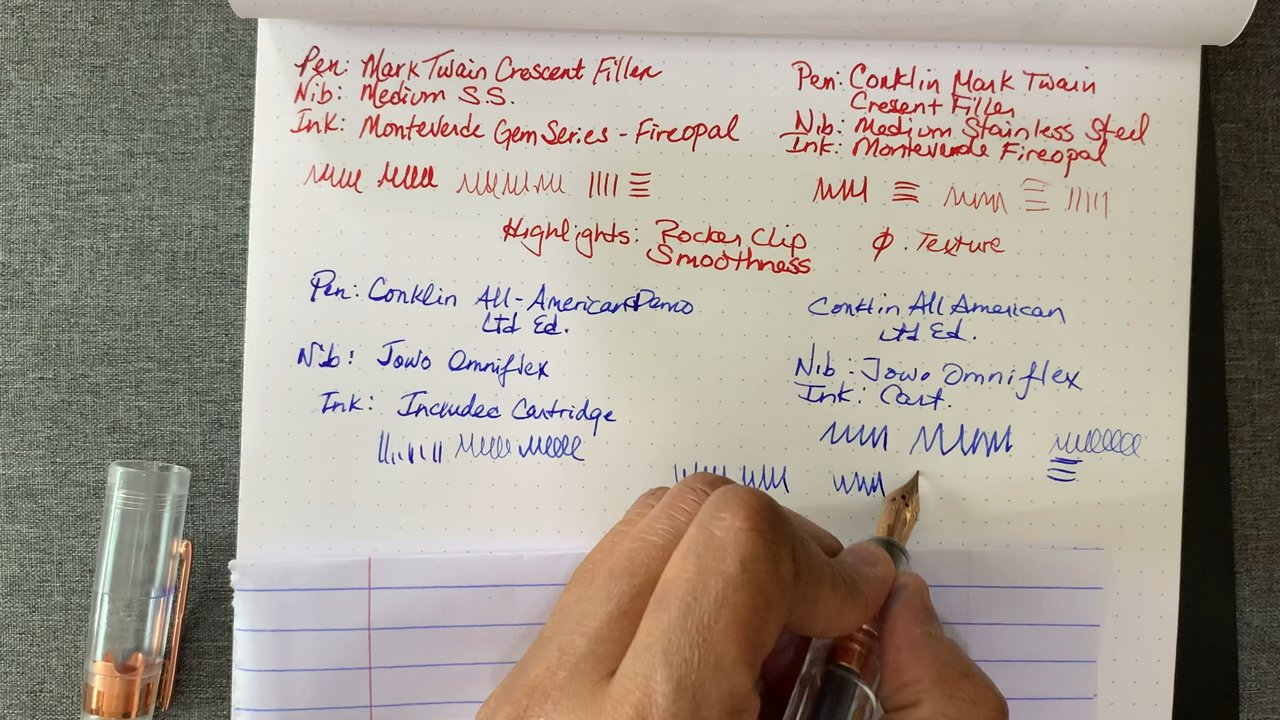 Pen: Mark Twain Crescent Filler
Nib: Medium S.S.
Ink: Monteverde Gem Series - Fireopal
Pen: Conklin Mark Twain
Cresent Filler
Nib: Medium Stainless Steel
Ink: Monteverde Fireopal
Highlights: Rocker Clip
Smoothness
φ. Texture
Pen: Conklin All-American Demo
Ltd Ed.
Nib: Jowo Omniflex
Ink: Includec Cartridge
Conklin All American
Ltd Ed.
Nib: Jowo Omniflex
Ink: Cart.